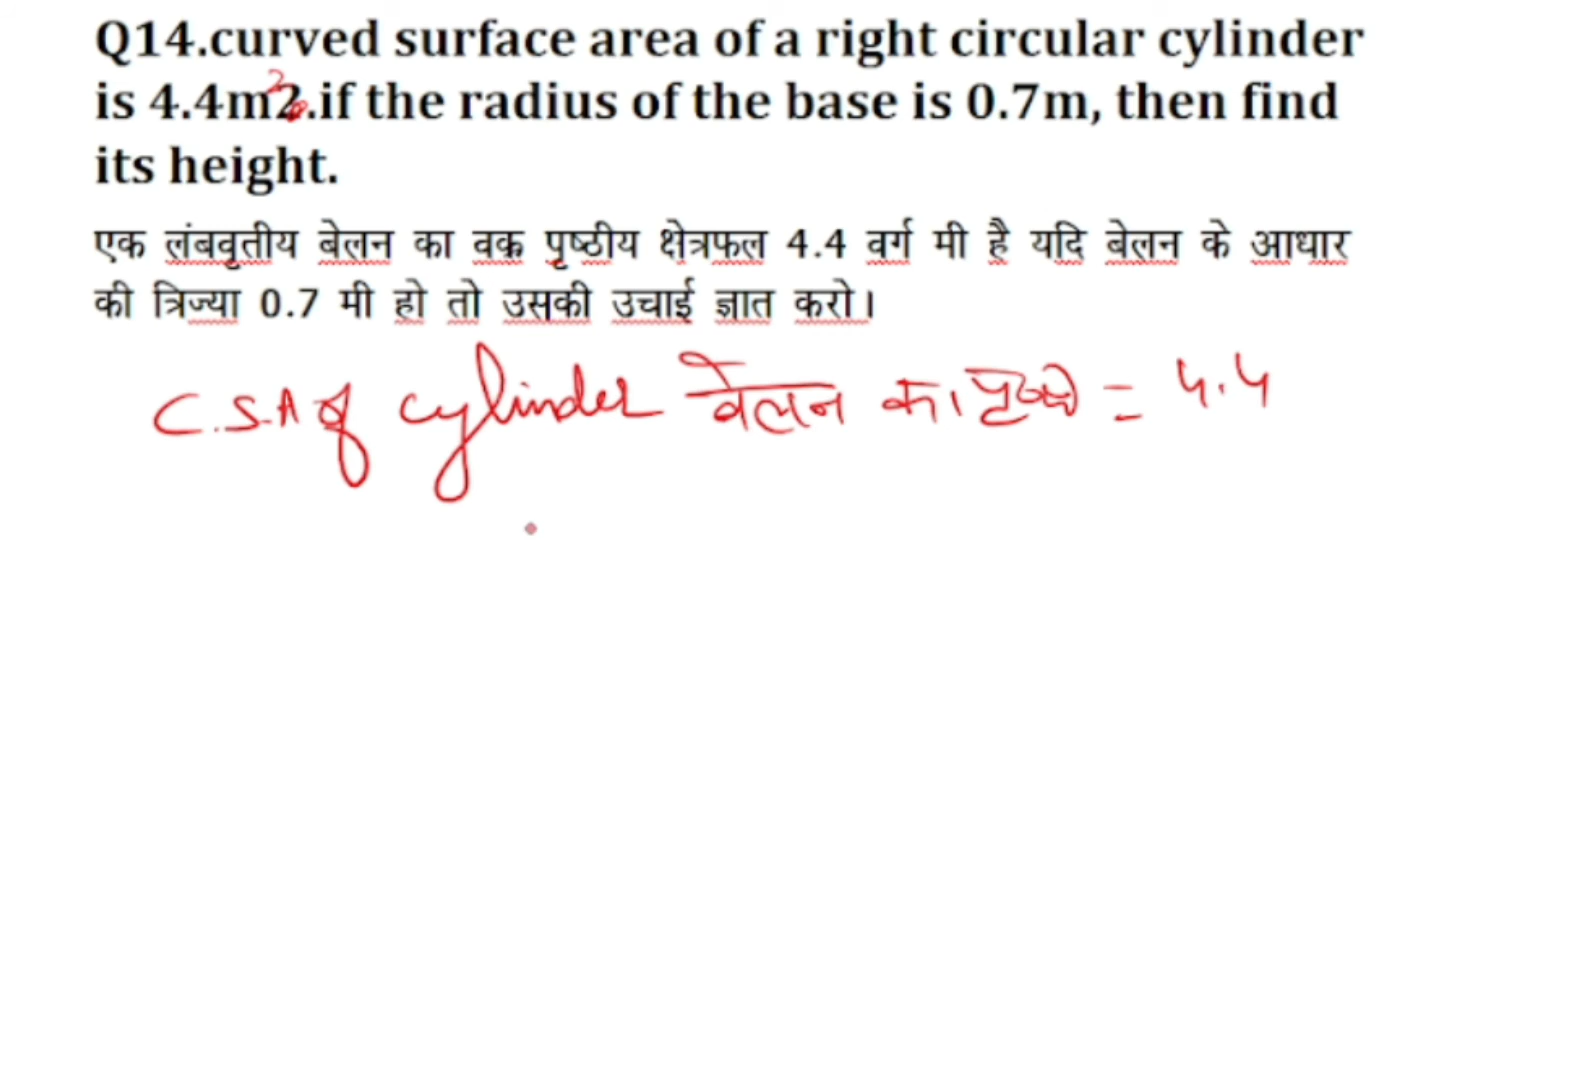 Q14.curved surface area of a right circular cylinder
is 4.4m2.if the radius of the base is 0.7m, then find
its height.
एक लंबवृतीय बेलन का वक्र पृष्ठीय क्षेत्रफल 4.4 वर्ग मी है यदि बेलन के आधार
की त्रिज्या 0.7 मी हो तो उसकी उचाई ज्ञात करो।
C.S.A of cylinder बेलन का = 4.4